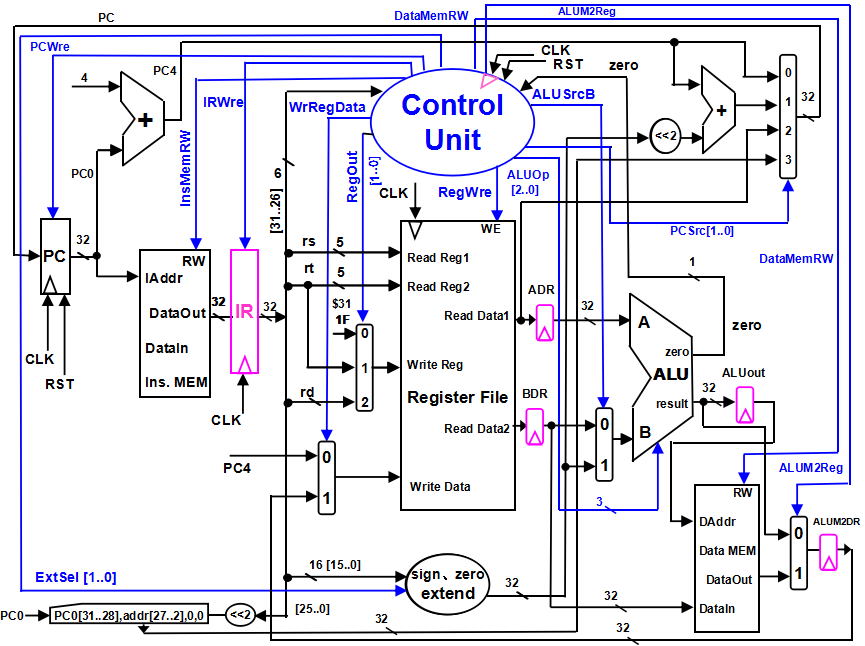 PC
DataMemRW
ALUM2Reg
PCWre
CLK
RST
zero
4
PC4
IRWre
WrRegData
Control
Unit
ALUSrcB
+
+
<<2
0
1
2
3
32
InsMemRW
6
[31..26]
RegOut
[1..0]
PC0
CLK
RegWre
ALUOp
[2..0]
PCSrc[1..0]
DataMemRW
PC
32
RW
IAddr
DataOut
DataIn
Ins. MEM
32
IR
32
CLK
RST
CLK
rs
5
rt
5
$31
1F
0
1
2
rd
WE
Read Reg1
Read Reg2
Read Data1
Write Reg
Register File
Read Data2
Write Data
ADR
32
BDR
0
1
1
A
zero
zero
ALU
result
B
32
ALUout
3
PC4
0
1
ALUM2Reg
RW
DAddr
Data MEM
DataOut
DataIn
0
1
ALUM2DR
ExtSel [1..0]
16 [15..0]
sign、zero
extend
32
PC0
PC0[31..28],addr[27..2],0,0
<<2
[25..0]
32
32
32